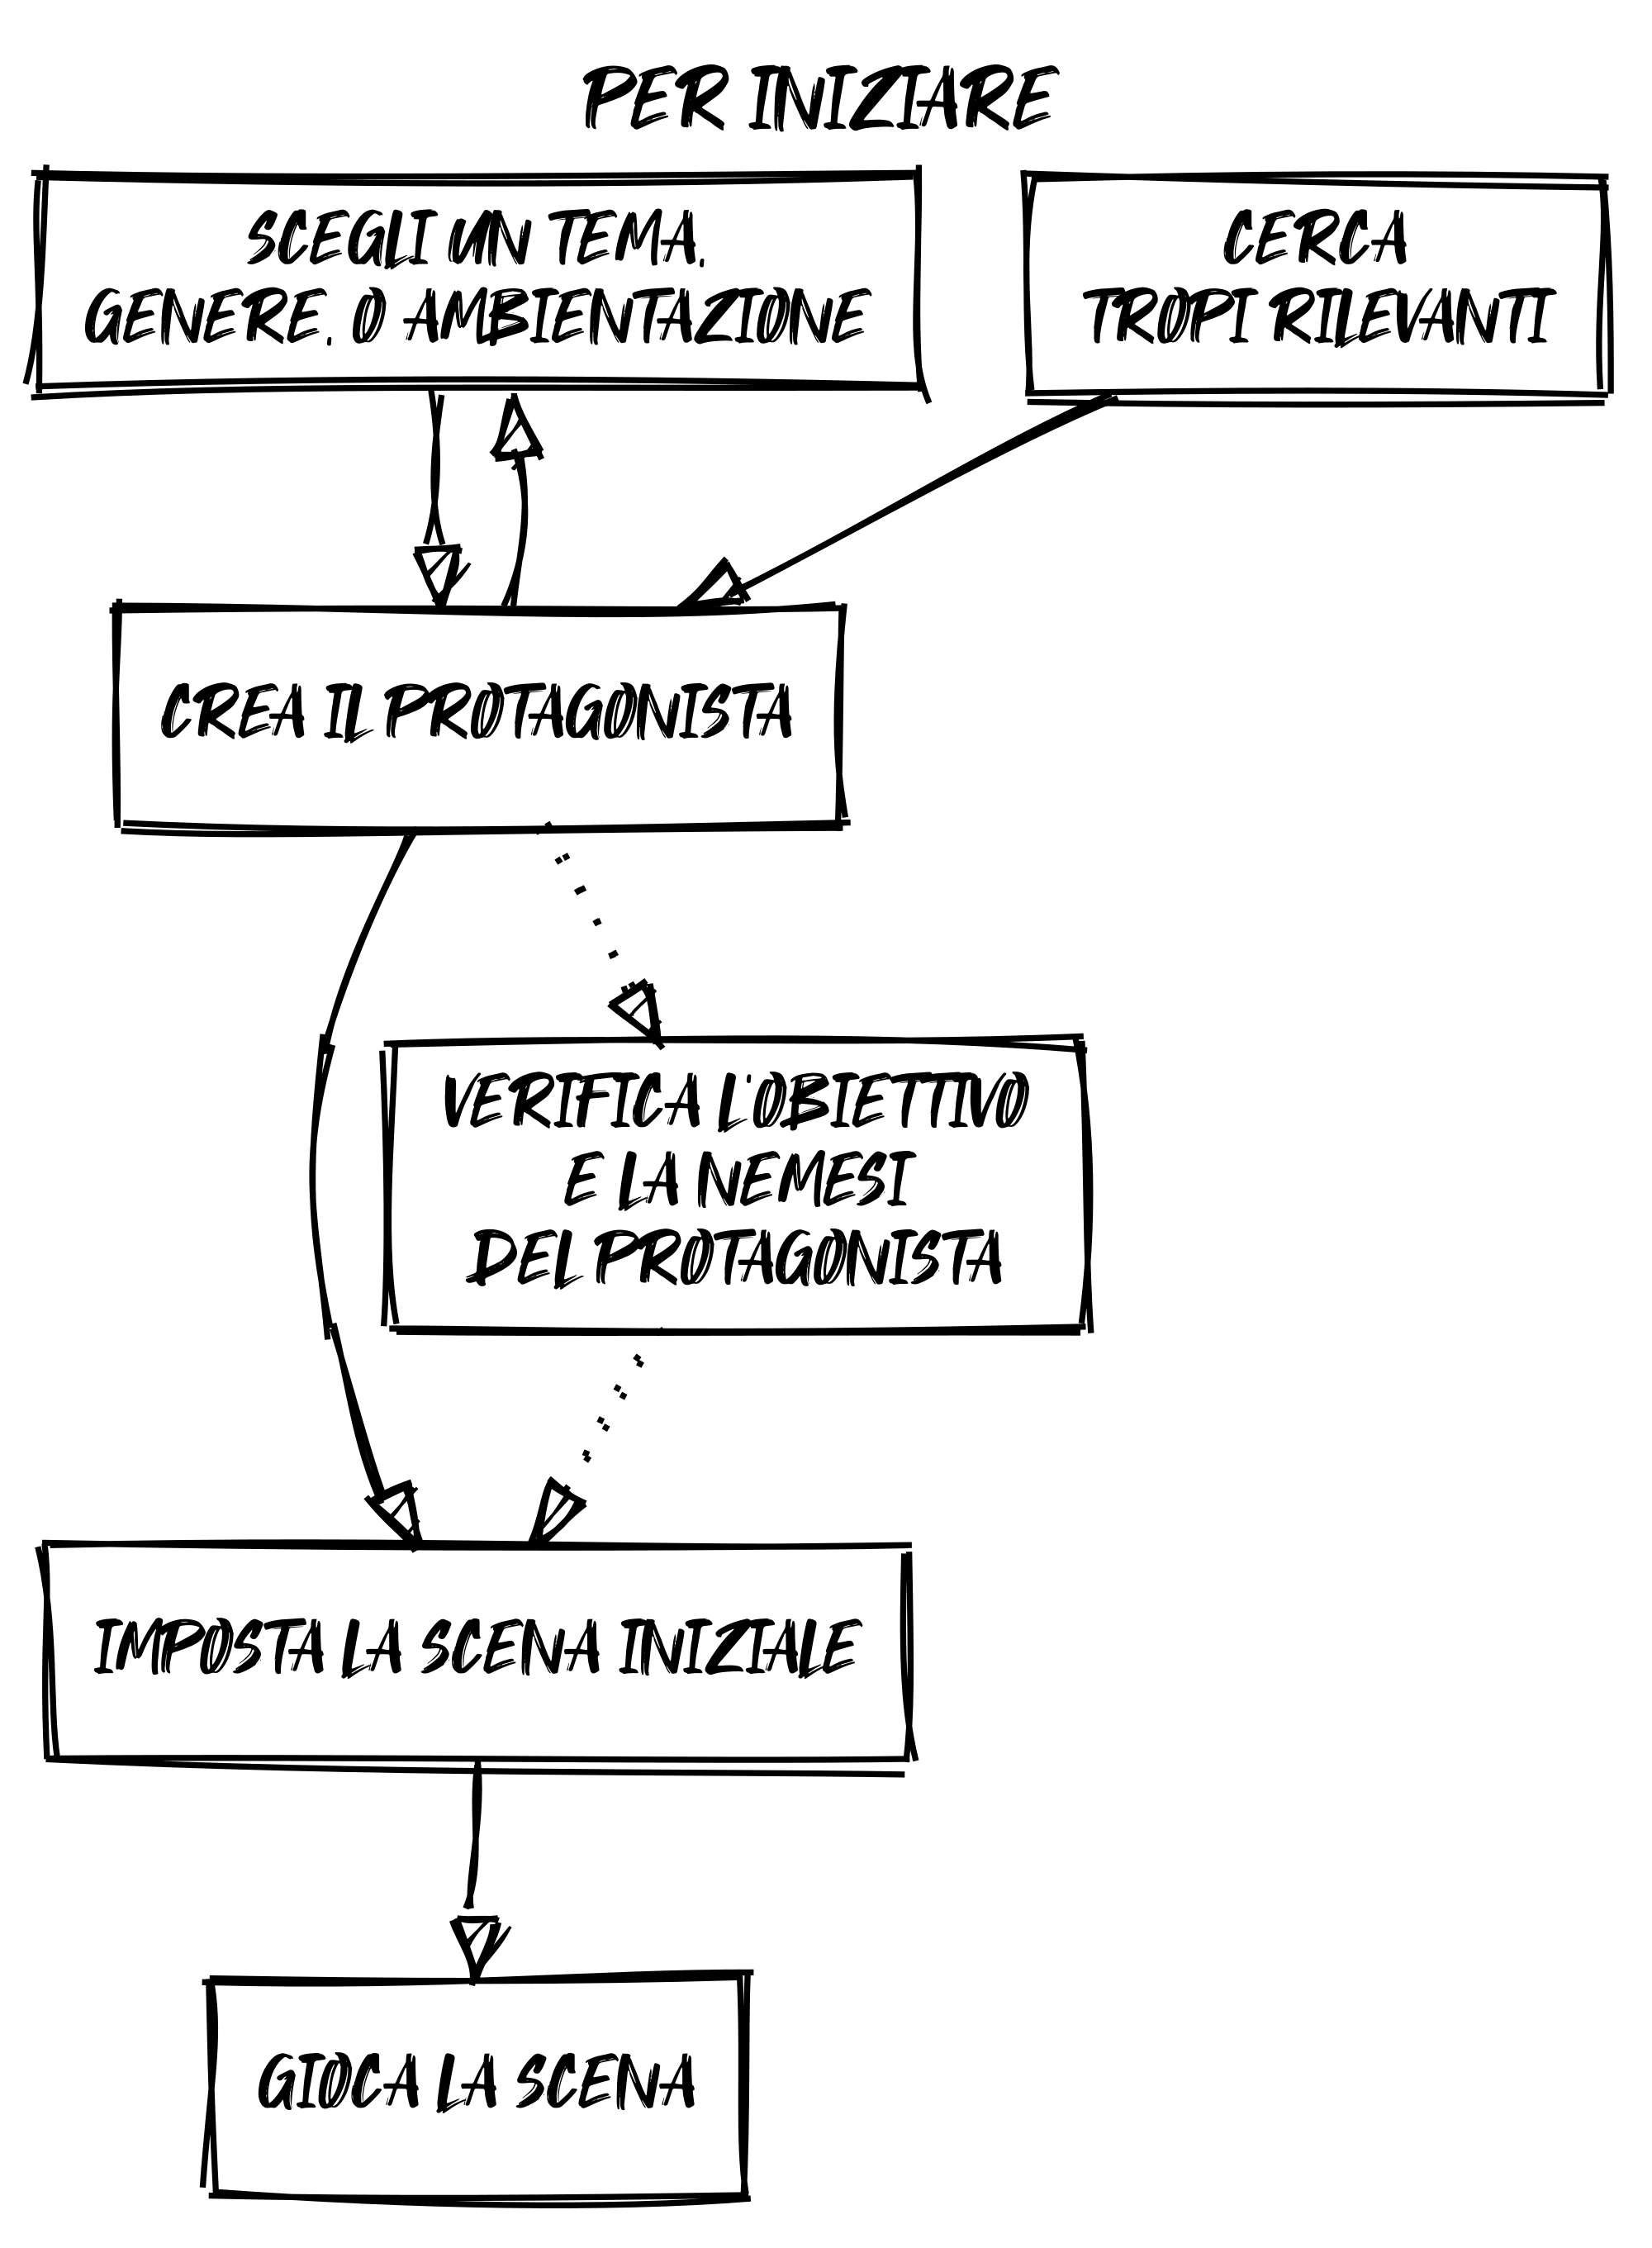 PER INIZIARE
SCEGLI UN TEMA,
GENERE, O AMBIENTAZIONE
CERCA
TROPI RILEVANTI
CREA IL PROTAGONISTA
VERIFICA L'OBIETTIVO
E LA NEMESI
DEL PROTAGONISTA
IMPOSTA LA SCENA INIZIALE
GIOCA LA SCENA